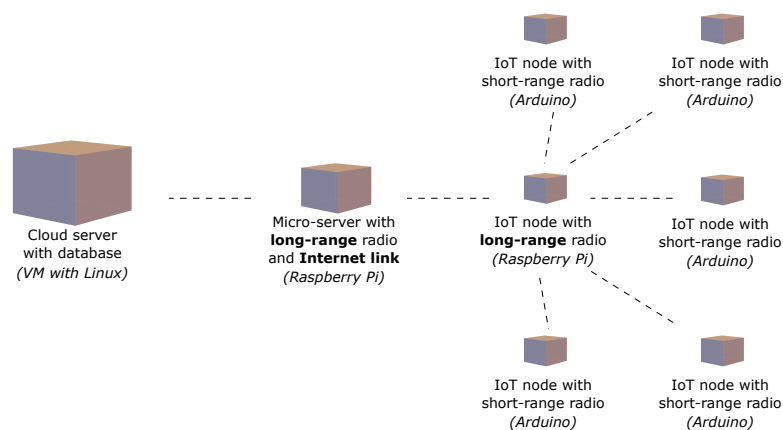 IoT node with
short-range radio
(Arduino)
IoT node with
short-range radio
(Arduino)
Cloud server
with database
(VM with Linux)
Micro-server with
long-range radio
and Internet link
(Raspberry Pi)
IoT node with
long-range radio
(Raspberry Pi)
IoT node with
short-range radio
(Arduino)
IoT node with
short-range radio
(Arduino)
IoT node with
short-range radio
(Arduino)